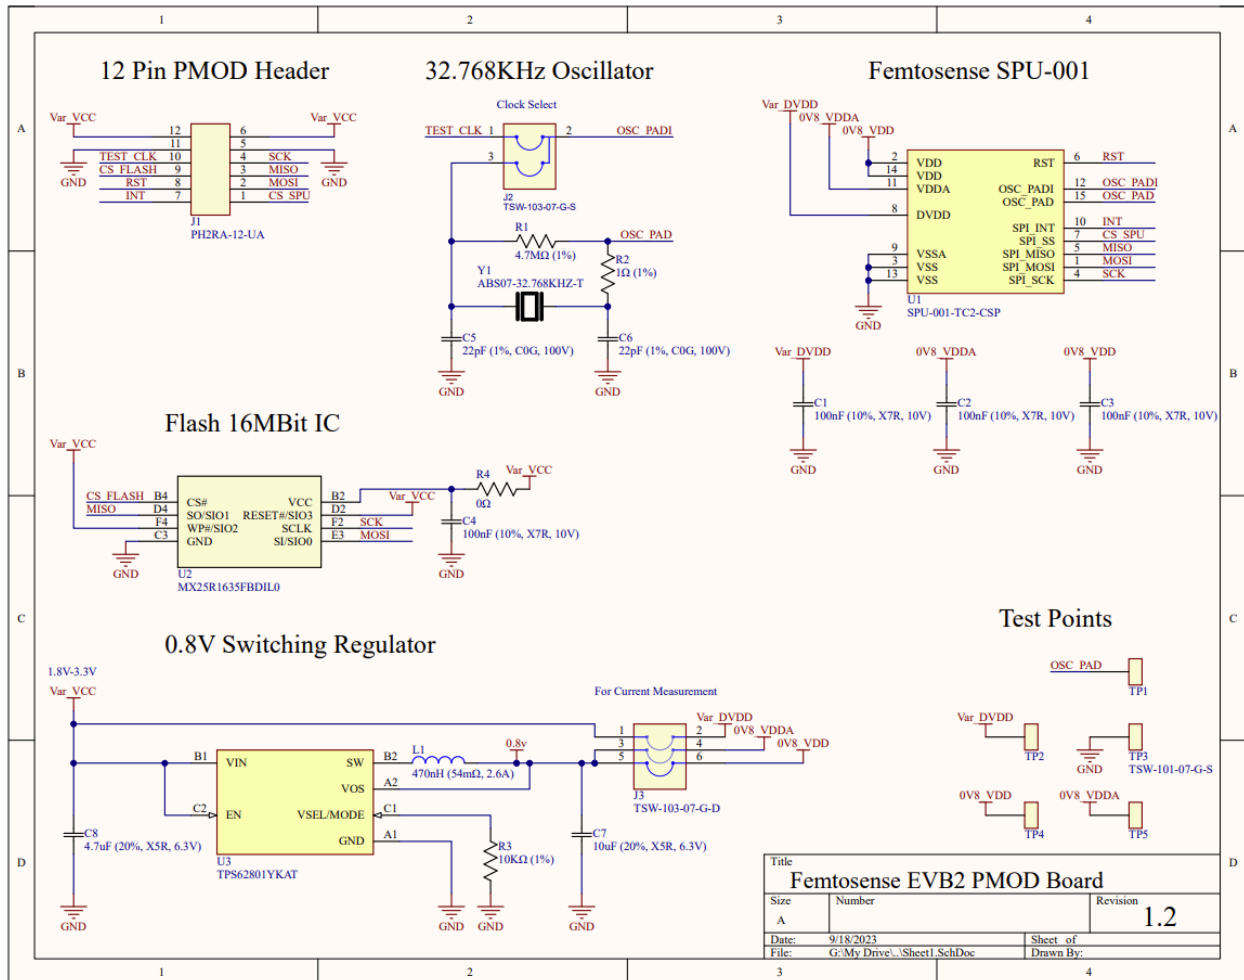 1 2 3 4
A A
B B
C C
D D
1 2 3 4
12 Pin PMOD Header
Var_VCC Var_VCC
12 6
11 5
TEST_CLK 10 4 SCK
CS_FLASH 9 3 MISO
RST 8 2 MOSI
INT 7 1 CS_SPU
GND GND
J1
PH2RA-12-UA
32.768KHz Oscillator
Clock Select
TEST_CLK 1 2 OSC_PADI
3
J2
TSW-103-07-G-S
R1
4.7MΩ (1%)
OSC_PAD
R2
1Ω (1%)
Y1
ABS07-32.768KHZ-T
C5
22pF (1%, C0G, 100V)
C6
22pF (1%, C0G, 100V)
GND GND
Femtosense SPU-001
Var_DVDD
0V8_VDDA
0V8_VDD
2 VDD RST 6 RST
14 VDD
11 VDDA OSC_PADI 12 OSC_PADI
OSC_PAD 15 OSC_PAD
8 DVDD
SPI_INT 10 INT
SPI_SS 7 CS_SPU
9 VSSA SPI_MISO 5 MISO
3 VSS SPI_MOSI 1 MOSI
13 VSS SPI_SCK 4 SCK
U1
SPU-001-TC2-CSP
GND
Var_DVDD 0V8_VDDA 0V8_VDD
C1
100nF (10%, X7R, 10V)
C2
100nF (10%, X7R, 10V)
C3
100nF (10%, X7R, 10V)
GND GND GND
Flash 16MBit IC
Var_VCC
CS_FLASH B4 CS# VCC B2
MISO D4 SO/SIO1 RESET#/SIO3 D2
F4 WP#/SIO2 SCLK F2 SCK
C3 GND SI/SIO0 E3 MOSI
GND
U2
MX25R1635FBDIL0
R4
0Ω
Var_VCC
Var_VCC
C4
100nF (10%, X7R, 10V)
GND
0.8V Switching Regulator
1.8V-3.3V
Var_VCC
B1 VIN SW B2
VOS A2
C2 EN VSEL/MODE C1
GND A1
U3
TPS62801YKAT
C8
4.7uF (20%, X5R, 6.3V)
L1
470nH (54mΩ, 2.6A)
0.8v
R3
10KΩ (1%)
C7
10uF (20%, X5R, 6.3V)
GND GND GND GND
For Current Measurement
1 2 Var_DVDD
3 4 0V8_VDDA
5 6 0V8_VDD
J3
TSW-103-07-G-D
Test Points
OSC_PAD
TP1
Var_DVDD
TP2
GND
TP3
TSW-101-07-G-S
0V8_VDD
TP4
0V8_VDDA
TP5
Title
Femtosense EVB2 PMOD Board
Size Number Revision
A 1.2
Date: 9/18/2023 Sheet of
File: G:\My Drive\..\Sheet1.SchDoc Drawn By: